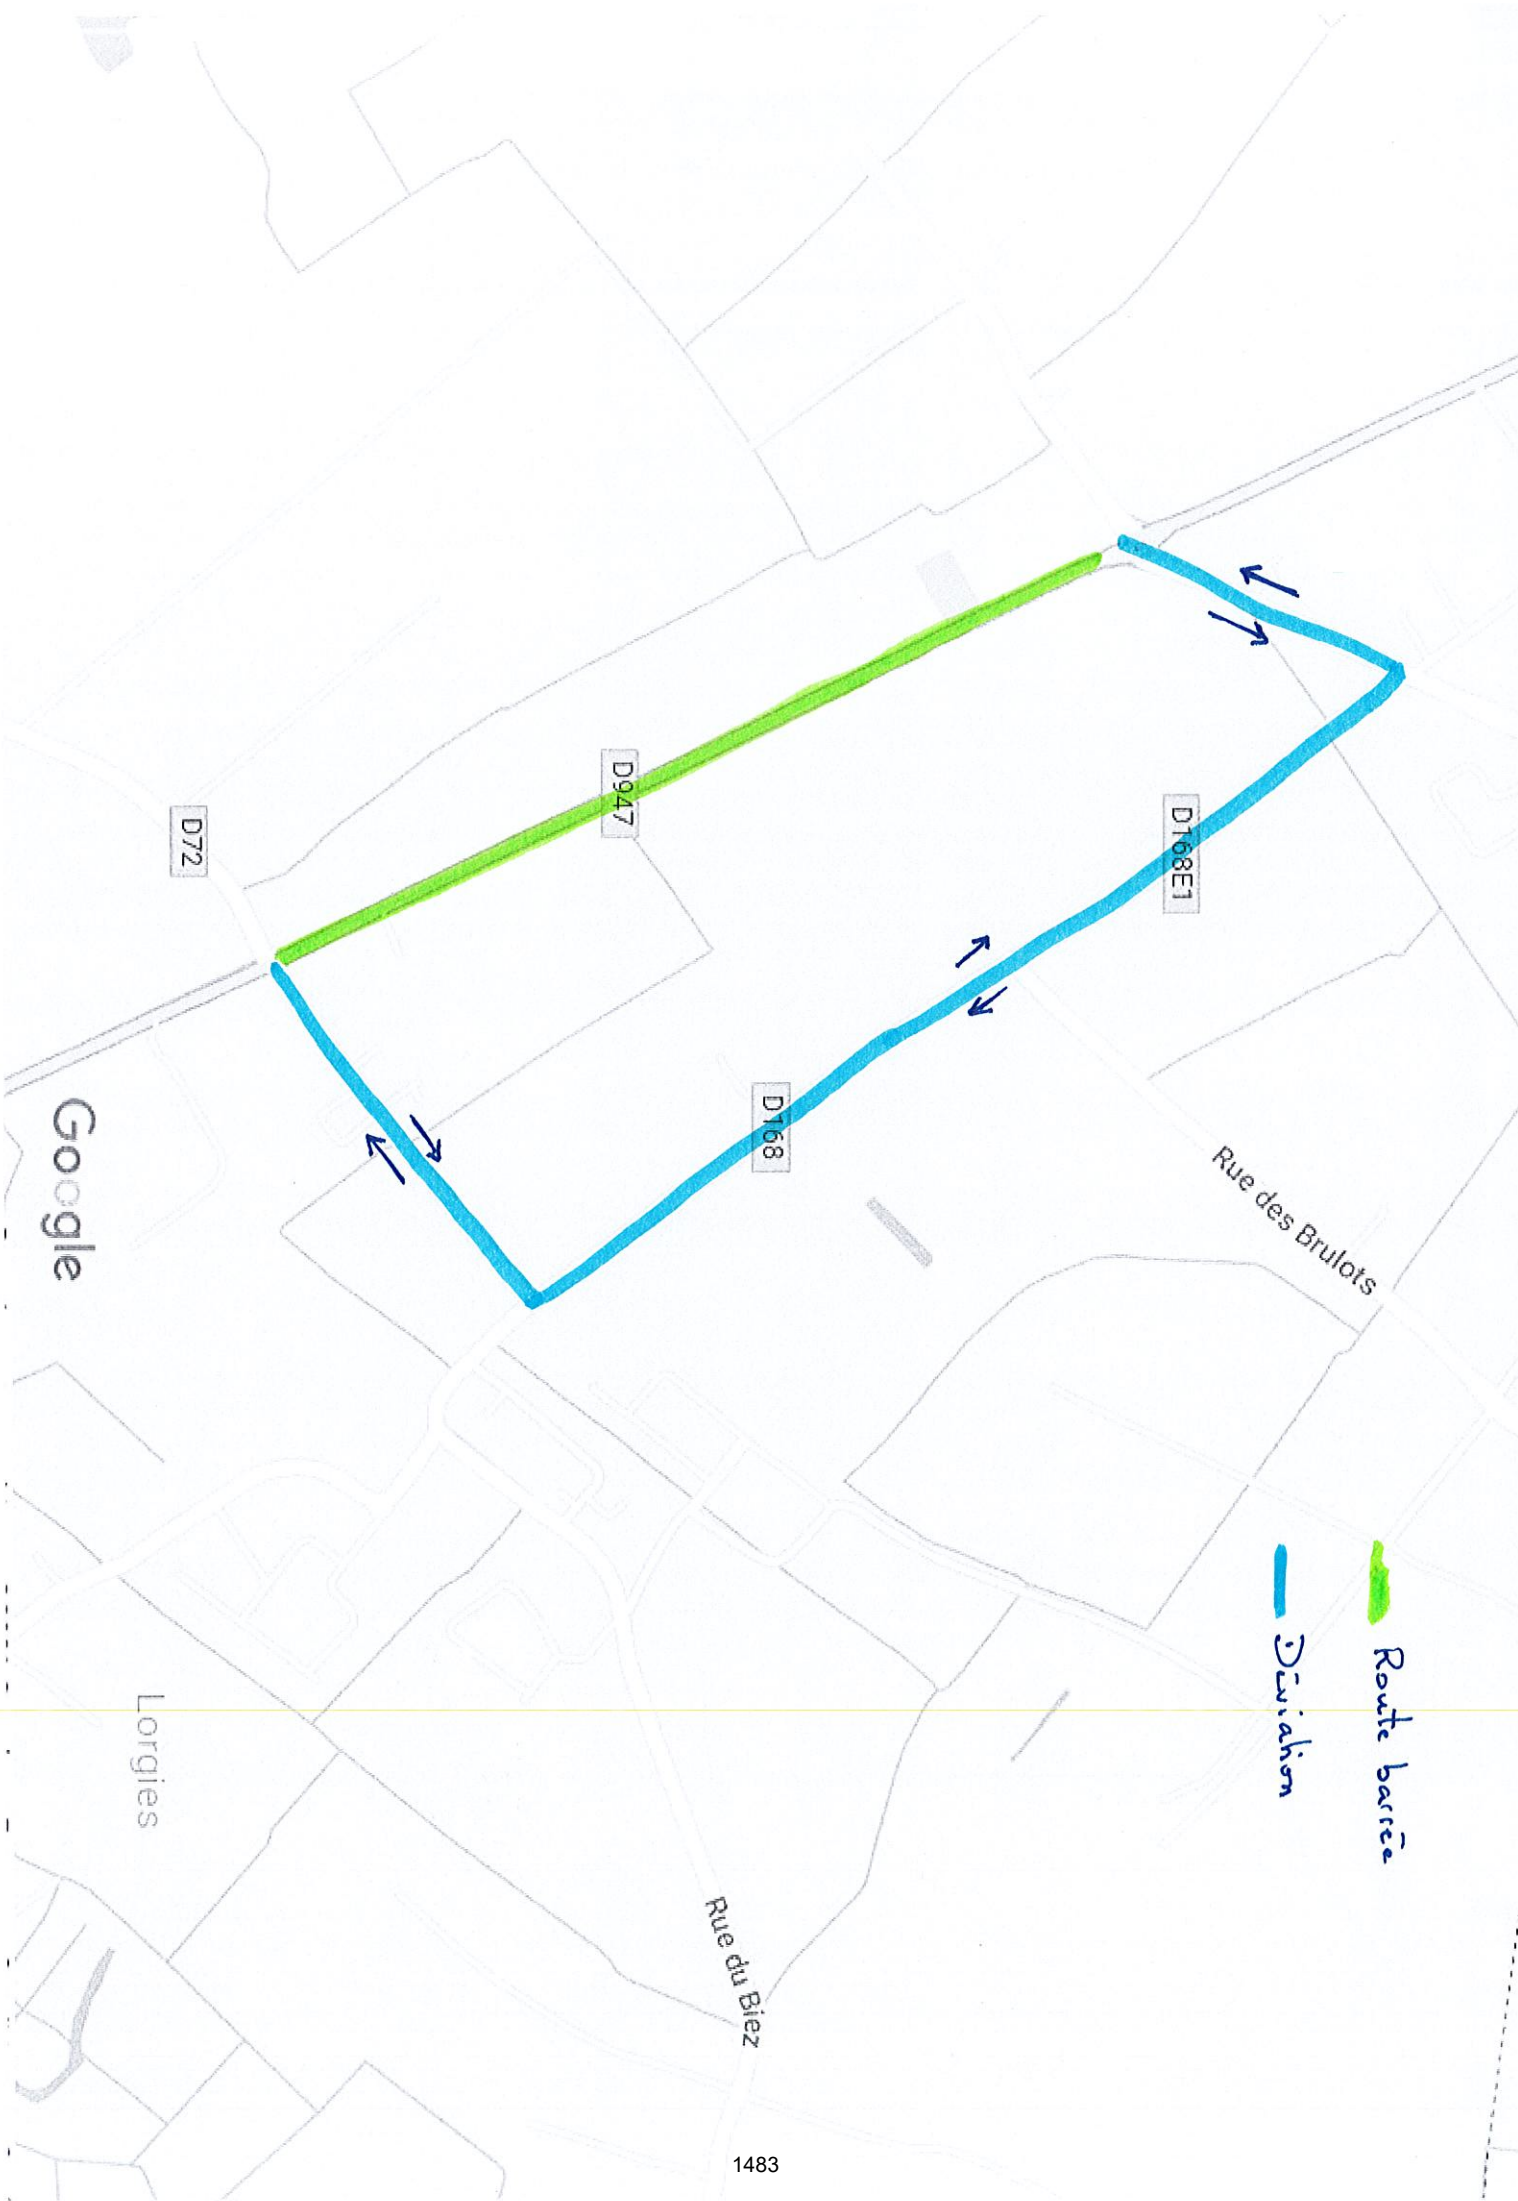 Route barrée
Déviation
Rue des Brulots
D168E1
D168
D947
D72
Rue du Biez
Lorgies
Google
1483